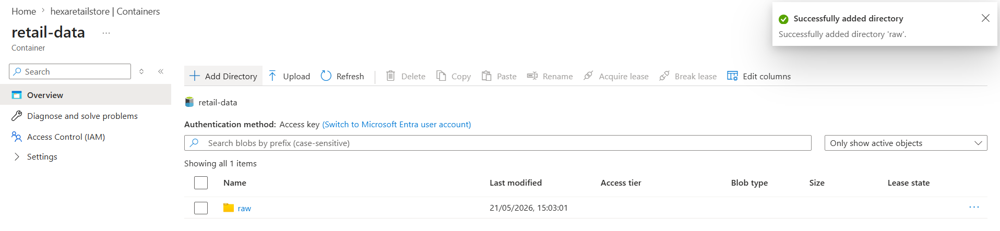 Home > hexaretailstore | Containers
retail-data ...
Container
Successfully added directory
Successfully added directory 'raw'.
Search
Overview
Diagnose and solve problems
Access Control (IAM)
Settings
Add Directory Upload Refresh Delete Copy Paste Rename Acquire lease Break lease Edit columns
retail-data
Authentication method: Access key (Switch to Microsoft Entra user account)
Search blobs by prefix (case-sensitive) Only show active objects
Showing all 1 items
Name Last modified Access tier Blob type Size Lease state
raw 21/05/2026, 15:03:01 ...